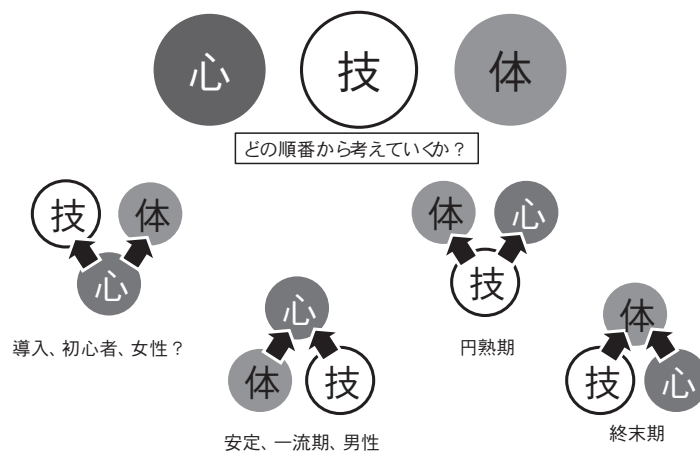 心 技 体
どの順番から考えていくか？
技 体
心
導入、初心者、女性？
心
体 技
安定、一流期、男性
体 心
技
円熟期
体
技 心
終末期